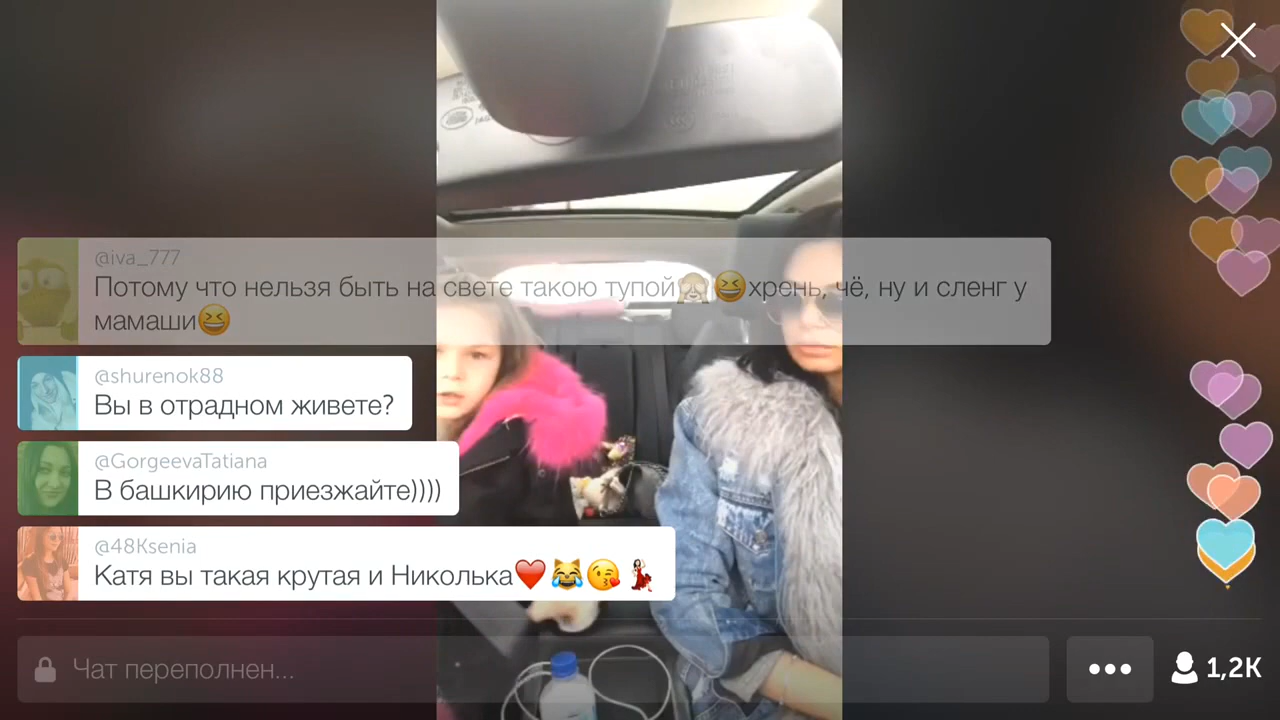 @iva_777
Потому что нельзя быть на свете такою тупой🙈😆хрень, чё, ну и сленг у
мамаши😆
@shurenok88
Вы в отрадном живете?
@GorgeevaTatiana
В башкирию приезжайте))))
@48Ksenia
Катя вы такая крутая и Николька❤️😹😘💃
Чат переполнен...
1,2K